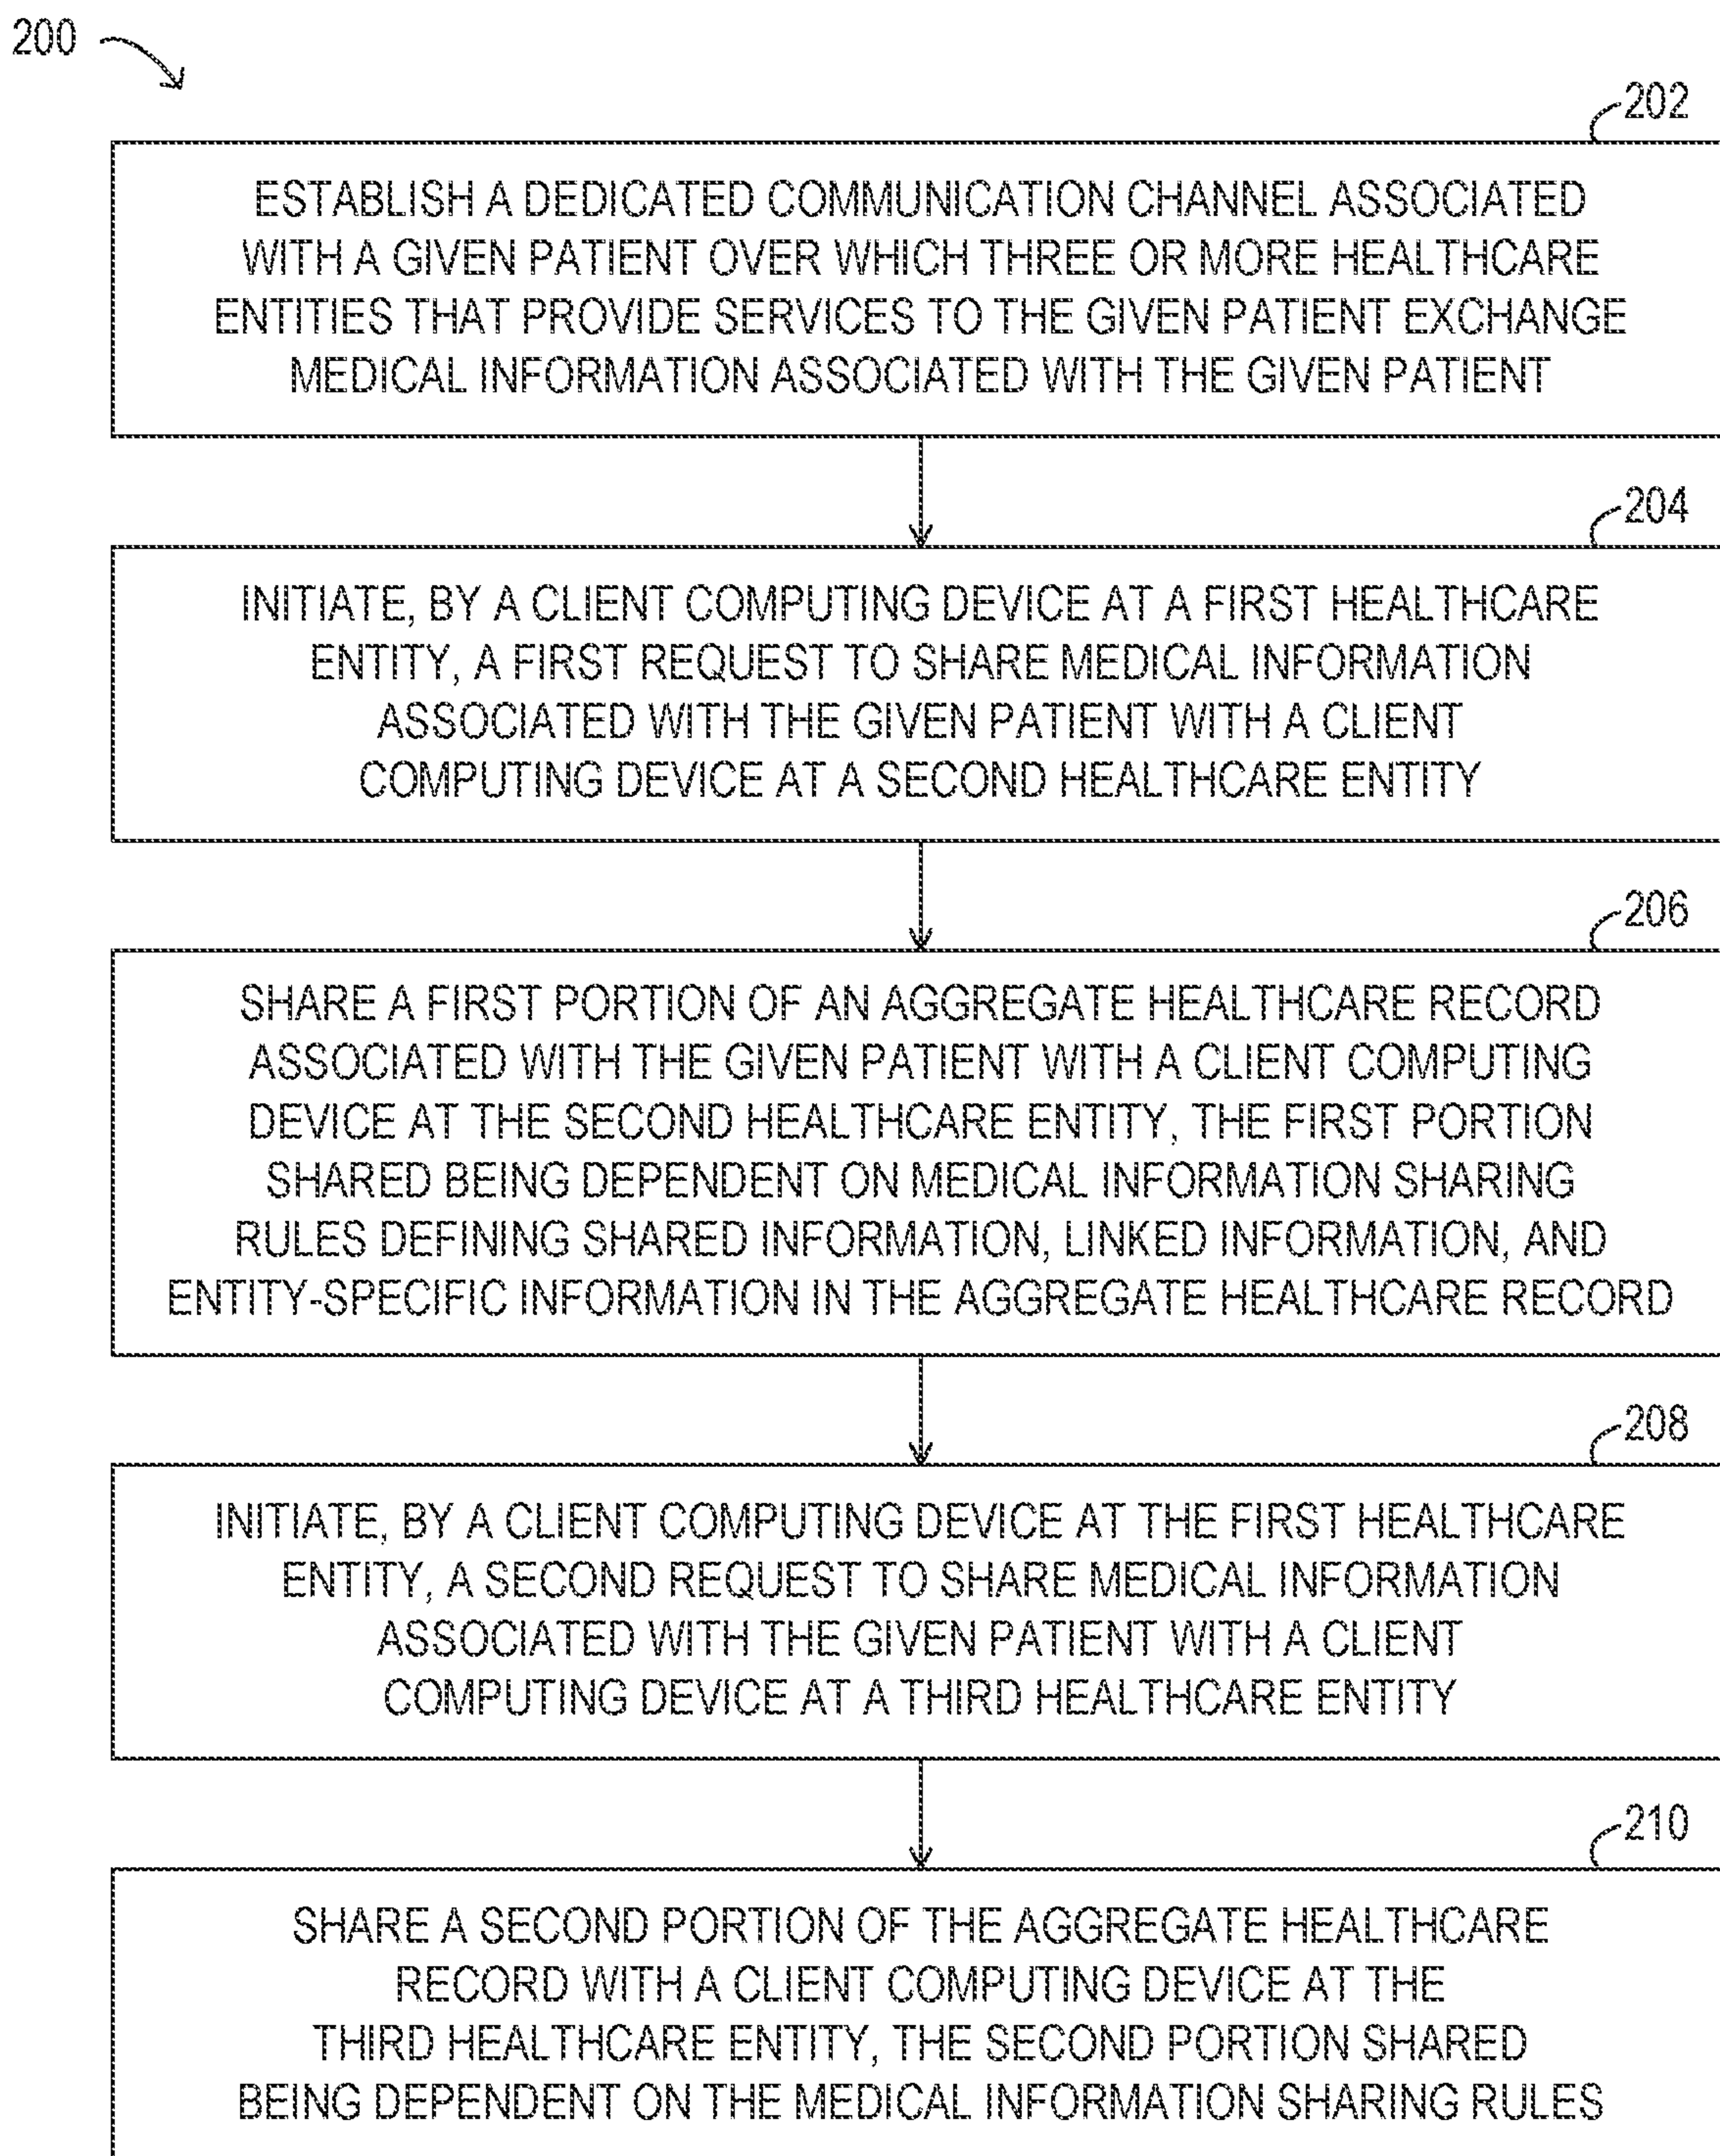 200
202
ESTABLISH A DEDICATED COMMUNICATION CHANNEL ASSOCIATED
WITH A GIVEN PATIENT OVER WHICH THREE OR MORE HEALTHCARE
ENTITIES THAT PROVIDE SERVICES TO THE GIVEN PATIENT EXCHANGE
MEDICAL INFORMATION ASSOCIATED WITH THE GIVEN PATIENT
204
INITIATE, BY A CLIENT COMPUTING DEVICE AT A FIRST HEALTHCARE
ENTITY, A FIRST REQUEST TO SHARE MEDICAL INFORMATION
ASSOCIATED WITH THE GIVEN PATIENT WITH A CLIENT
COMPUTING DEVICE AT A SECOND HEALTHCARE ENTITY
206
SHARE A FIRST PORTION OF AN AGGREGATE HEALTHCARE RECORD
ASSOCIATED WITH THE GIVEN PATIENT WITH A CLIENT COMPUTING
DEVICE AT THE SECOND HEALTHCARE ENTITY, THE FIRST PORTION
SHARED BEING DEPENDENT ON MEDICAL INFORMATION SHARING
RULES DEFINING SHARED INFORMATION, LINKED INFORMATION, AND
ENTITY-SPECIFIC INFORMATION IN THE AGGREGATE HEALTHCARE RECORD
208
INITIATE, BY A CLIENT COMPUTING DEVICE AT THE FIRST HEALTHCARE
ENTITY, A SECOND REQUEST TO SHARE MEDICAL INFORMATION
ASSOCIATED WITH THE GIVEN PATIENT WITH A CLIENT
COMPUTING DEVICE AT A THIRD HEALTHCARE ENTITY
210
SHARE A SECOND PORTION OF THE AGGREGATE HEALTHCARE
RECORD WITH A CLIENT COMPUTING DEVICE AT THE
THIRD HEALTHCARE ENTITY, THE SECOND PORTION SHARED
BEING DEPENDENT ON THE MEDICAL INFORMATION SHARING RULES